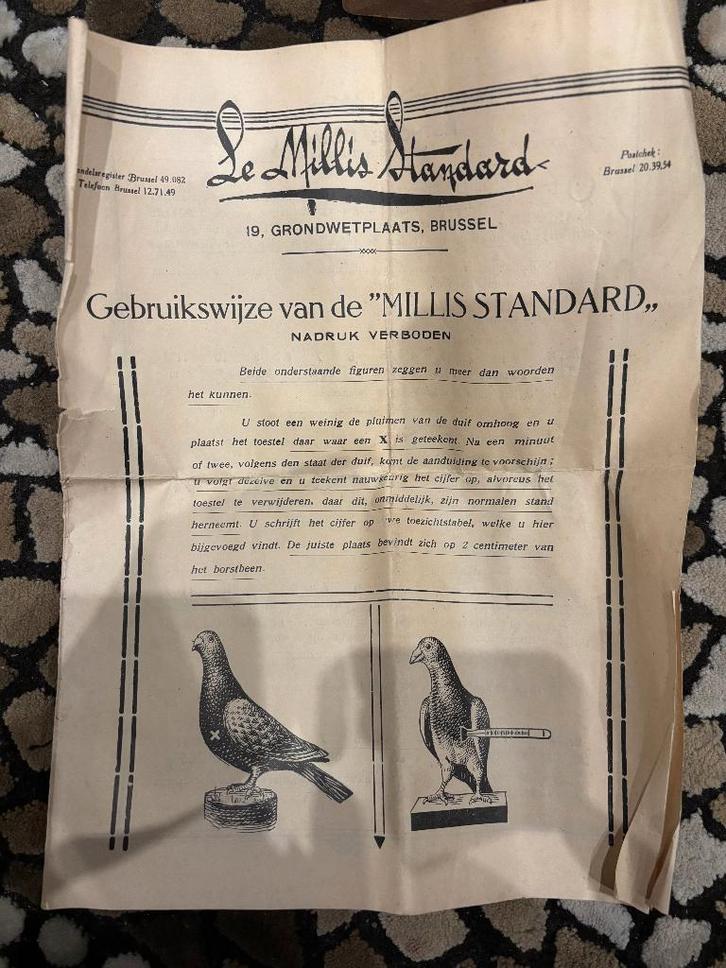 Le Millis Standard
andelsregister Brussel 49.082
Telefoon Brussel 12.71.49
Postchek :
Brussel 20.39.54
19, GRONDWETPLAATS, BRUSSEL
Gebruikswijze van de "MILLIS STANDARD„
NADRUK VERBODEN
Beide onderstaande figuren zeggen u meer dan woorden
het kunnen.
U stoot een weinig de pluimen van de duif omhoog en u
plaatst het toestel daar waar een X is geteekent. Na een minuut
of twee, volgens den staat der duif, komt de aanduiding te voorschijn ;
u volgt dezelve en u teekent nauwkeurig het cijfer op, alvorens het
toestel te verwijderen, daar dit, onmiddelijk, zijn normalen stand
herneemt. U schrijft het cijfer op uwe toezichtstabel, welke u hier
bijgevoegd vindt. De juiste plaats bevindt zich op 2 centimeter van
het borstbeen.
X